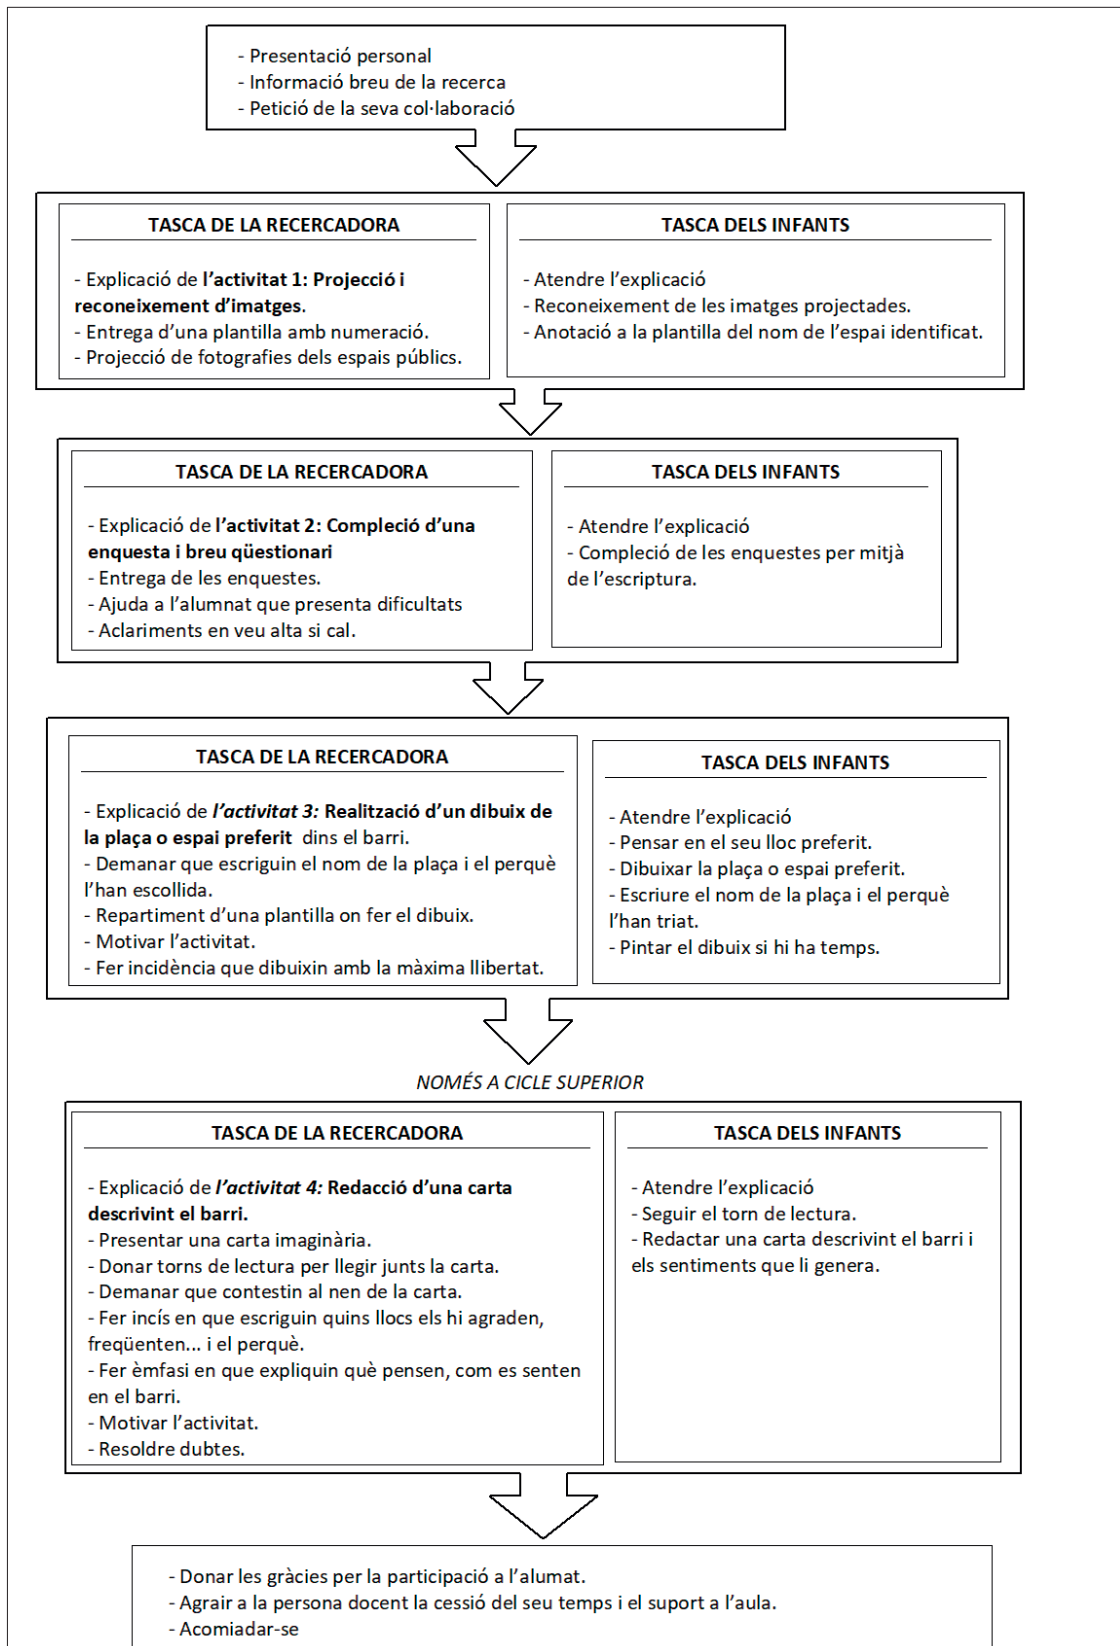 - Presentació personal
- Informació breu de la recerca
- Petició de la seva col·laboració
TASCA DE LA RECERCADORA
- Explicació de l’activitat 1: Projecció i
reconeixement d’imatges.
- Entrega d’una plantilla amb numeració.
- Projecció de fotografies dels espais públics.
TASCA DELS INFANTS
- Atendre l’explicació
- Reconeixement de les imatges projectades.
- Anotació a la plantilla del nom de l’espai identificat.
TASCA DE LA RECERCADORA
- Explicació de l’activitat 2: Compleció d’una
enquesta i breu qüestionari
- Entrega de les enquestes.
- Ajuda a l’alumnat que presenta dificultats
- Aclariments en veu alta si cal.
TASCA DELS INFANTS
- Atendre l’explicació
- Compleció de les enquestes per mitjà
de l’escriptura.
TASCA DE LA RECERCADORA
- Explicació de l’activitat 3: Realització d’un dibuix de
la plaça o espai preferit dins el barri.
- Demanar que escriguin el nom de la plaça i el perquè
l’han escollida.
- Repartiment d’una plantilla on fer el dibuix.
- Motivar l’activitat.
- Fer incidència que dibuixin amb la màxima llibertat.
TASCA DELS INFANTS
- Atendre l’explicació
- Pensar en el seu lloc preferit.
- Dibuixar la plaça o espai preferit.
- Escriure el nom de la plaça i el perquè
l’han triat.
- Pintar el dibuix si hi ha temps.
NOMÉS A CICLE SUPERIOR
TASCA DE LA RECERCADORA
- Explicació de l’activitat 4: Redacció d’una carta
descrivint el barri.
- Presentar una carta imaginària.
- Donar torns de lectura per llegir junts la carta.
- Demanar que contestin al nen de la carta.
- Fer incís en que escriguin quins llocs els hi agraden,
freqüenten... i el perquè.
- Fer èmfasi en que expliquin què pensen, com es senten
en el barri.
- Motivar l’activitat.
- Resoldre dubtes.
TASCA DELS INFANTS
- Atendre l’explicació
- Seguir el torn de lectura.
- Redactar una carta descrivint el barri i
els sentiments que li genera.
- Donar les gràcies per la participació a l’alumat.
- Agrair a la persona docent la cessió del seu temps i el suport a l’aula.
- Acomiadar-se